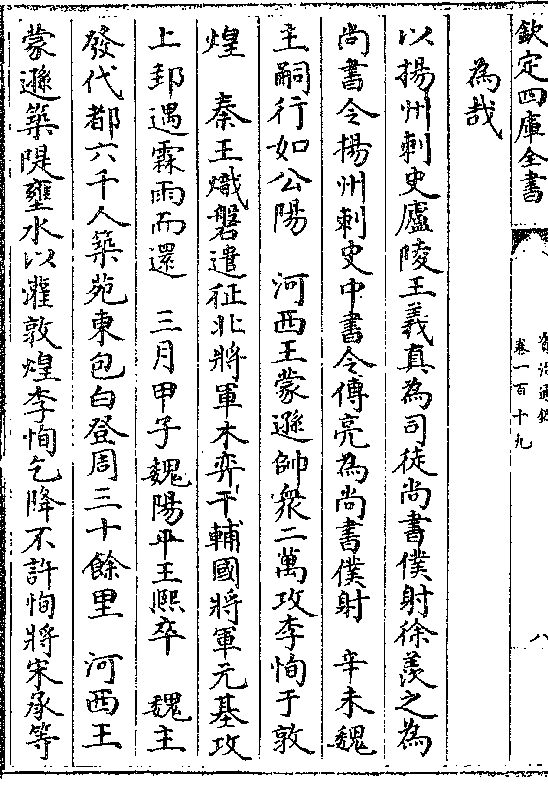 欽定四庫全書
資治通鑑
卷一百十九
八
為哉
以揚州刺史廬陵王義真為司徒尚書僕射徐羨之為
尚書令揚州刺史中書令傅亮為尚書僕射　辛未魏
主嗣行如公陽　河西王蒙遜帥衆二萬攻李恂于敦
煌　秦王熾磐遣征北將軍木弈干輔國將軍元基攻
上邽遇霖雨而還　三月甲子魏陽平王熙卒　魏主
發代都六千人築苑東包白登周三十餘里　河西王
蒙遜築隄壅水以灌敦煌李恂乞降不許恂將宋承等